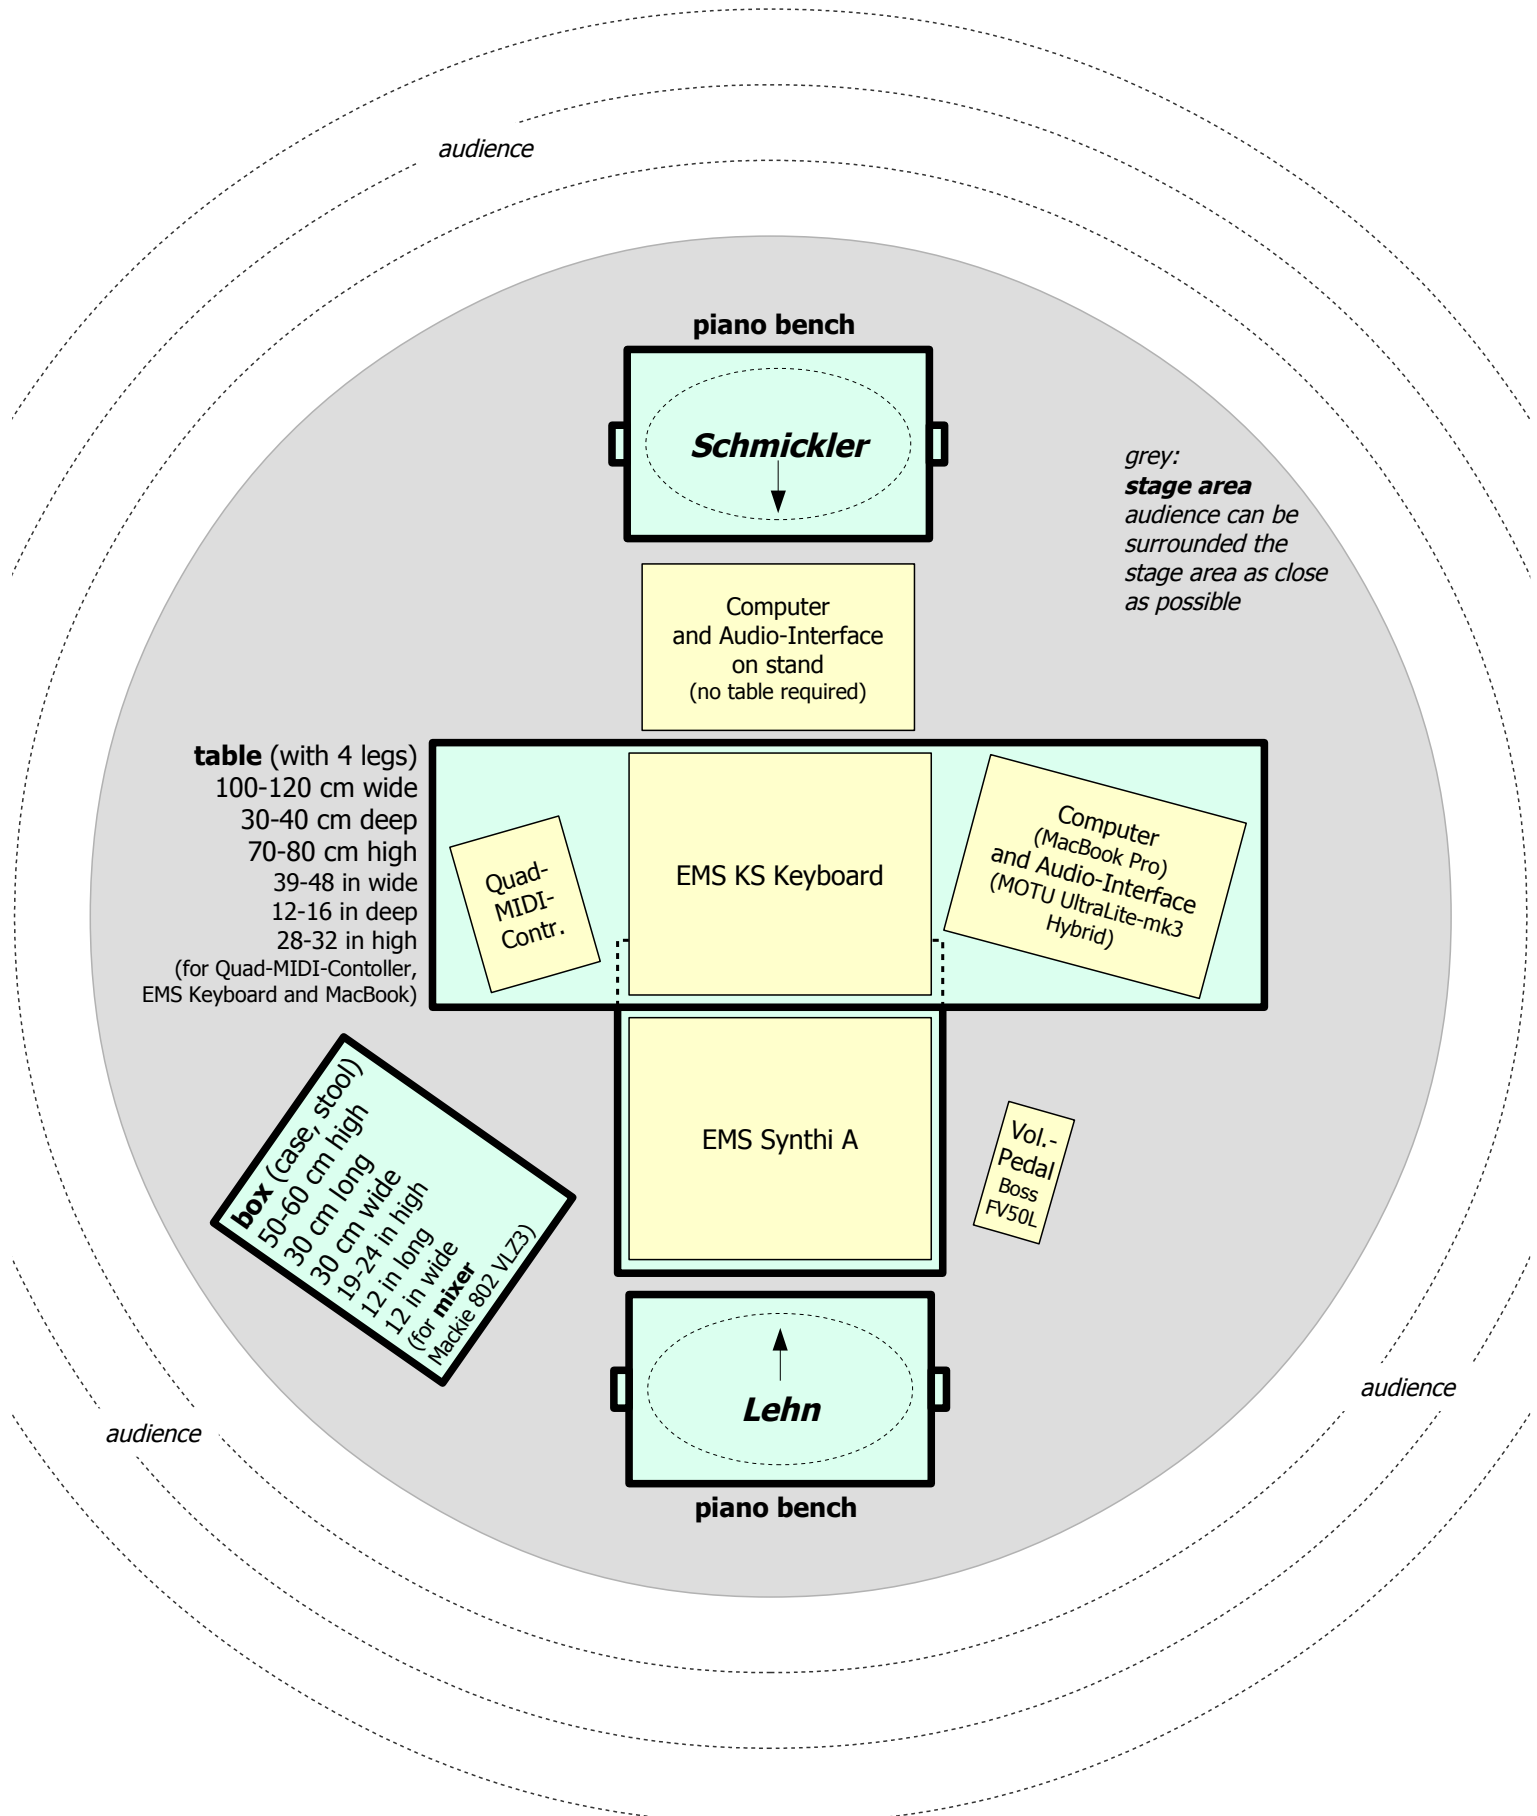 audience
piano bench
Schmickler
grey:
stage area
audience can be
surrounded the
stage area as close
as possible
Computer
and Audio-Interface
on stand
(no table required)
table (with 4 legs)
100-120 cm wide
30-40 cm deep
70-80 cm high
39-48 in wide
12-16 in deep
28-32 in high
(for Quad-MIDI-Contoller,
EMS Keyboard and MacBook)
Quad-
MIDI-
Contr.
EMS KS Keyboard
Computer
(MacBook Pro)
and Audio-Interface
(MOTU UltraLite-mk3
Hybrid)
box (case, stool)
50-60 cm high
30 cm long
30 cm wide
19-24 in high
12 in long
12 in wide
(for mixer
Mackie 802 VLZ3)
EMS Synthi A
Vol.-
Pedal
Boss
FV50L
Lehn
piano bench
audience
audience